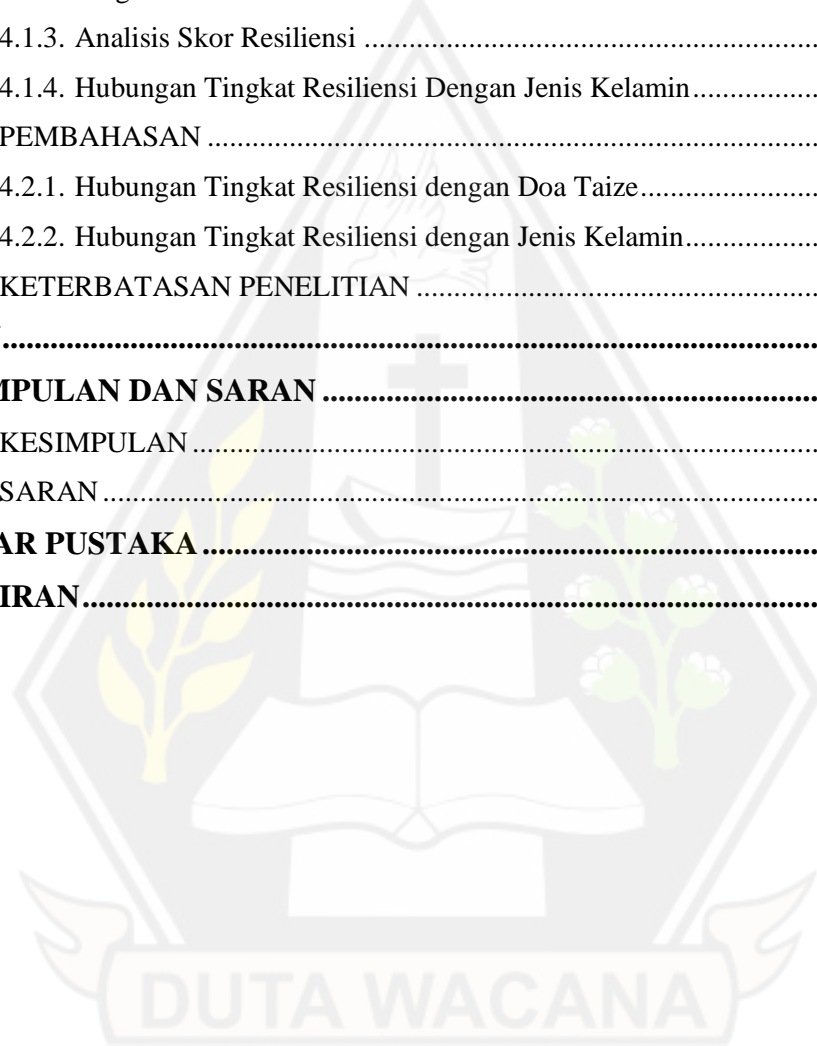 4.1.3. Analisis Skor Resiliensi ..........................................................................
4.1.4. Hubungan Tingkat Resiliensi Dengan Jenis Kelamin..................
PEMBAHASAN ..................................................................................................
4.2.1. Hubungan Tingkat Resiliensi dengan Doa Taize.........................
4.2.2. Hubungan Tingkat Resiliensi dengan Jenis Kelamin...................
KETERBATASAN PENELITIAN .......................................................
....................................................................................................................
MPULAN DAN SARAN ....................................................................
KESIMPULAN .....................................................................................
SARAN .................................................................................................
AR PUSTAKA ....................................................................................
IRAN....................................................................................................
DUTA WACANA